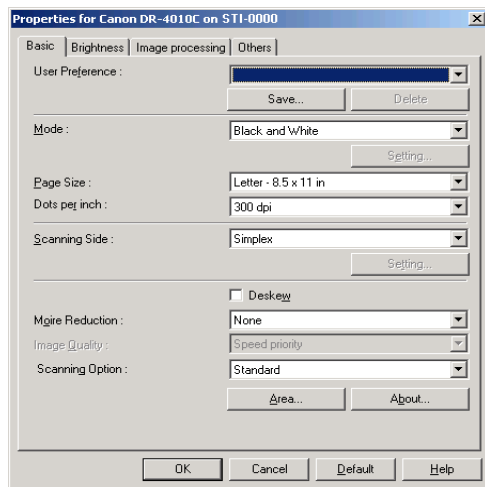 Properties for Canon DR-4010C on STI-0000
Basic Brightness Image processing Others
User Preference :
Save... Delete
Mode : Black and White
Setting...
Page Size : Letter - 8.5 x 11 in
Dots per inch : 300 dpi
Scanning Side : Simplex
Setting...
Deskew
Moire Reduction : None
Image Quality : Speed priority
Scanning Option : Standard
Area... About...
OK Cancel Default Help